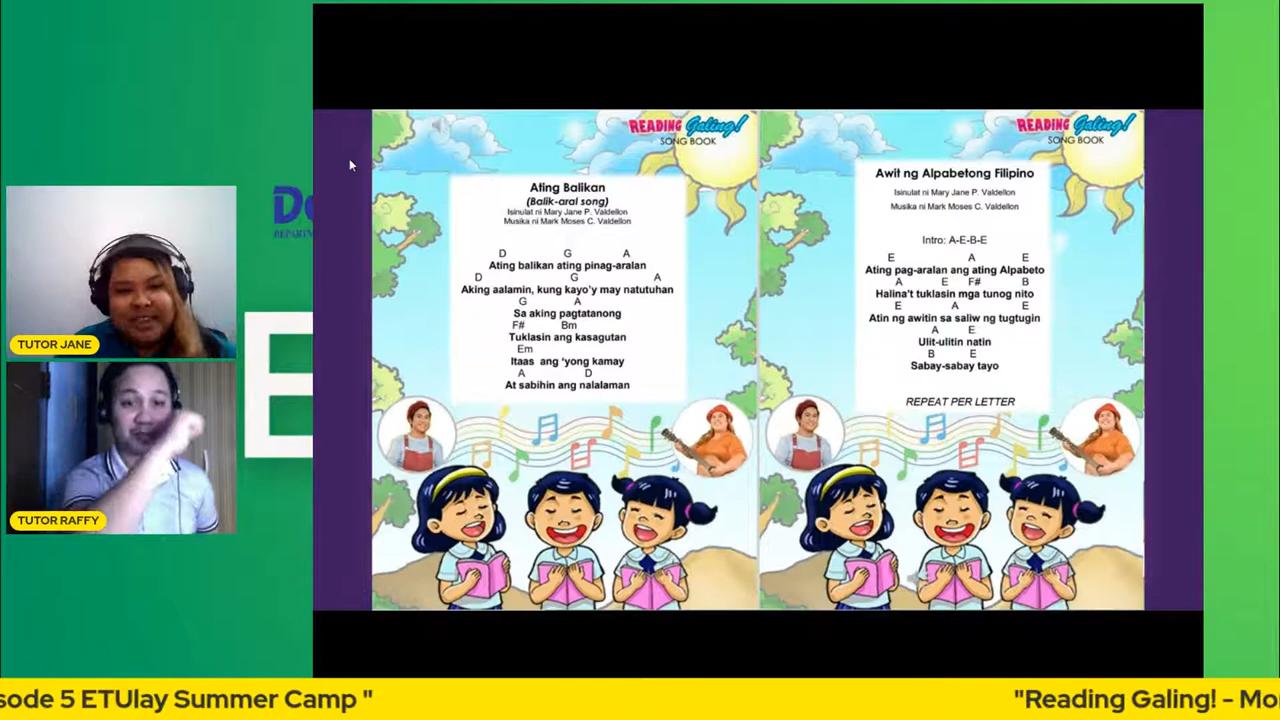 De
DEPARTM
E
TUTOR JANE
TUTOR RAFFY
READING Galing!
SONG BOOK
Ating Balikan
(Balik-aral song)
Isinulat ni Mary Jane P. Valdellon
Musika ni Mark Moses C. Valdellon
D G A
Ating balikan ating pinag-aralan
D G A
Aking aalamin, kung kayo'y may natutuhan
G A
Sa aking pagtatanong
F# Bm
Tuklasin ang kasagutan
Em
Itaas ang 'yong kamay
A D
At sabihin ang nalalaman
READING Galing!
SONG BOOK
Awit ng Alpabetong Filipino
Isinulat ni Mary Jane P. Valdellon
Musika ni Mark Moses C. Valdellon
Intro: A-E-B-E
E A E
Ating pag-aralan ang ating Alpabeto
A E F# B
Halina't tuklasin mga tunog nito
E A E
Atin ng awitin sa saliw ng tugtugin
A E
Ulit-ulitin natin
B E
Sabay-sabay tayo
REPEAT PER LETTER
sode 5 ETUlay Summer Camp "
"Reading Galing! - Mo